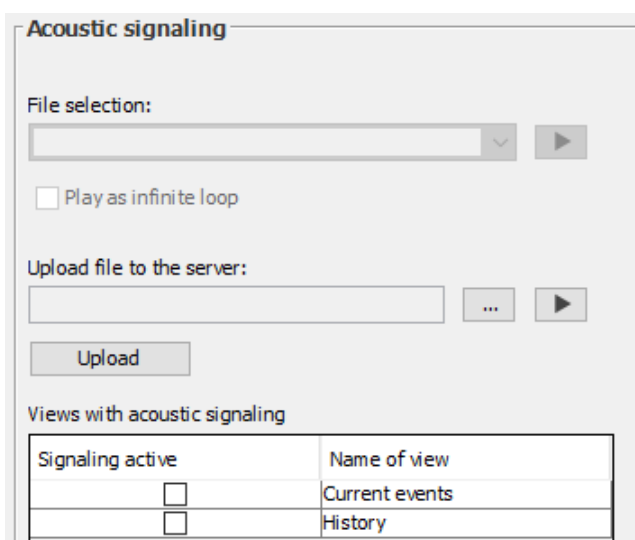 Acoustic signaling
File selection:
Play as infinite loop
Upload file to the server:
...
Upload
Views with acoustic signaling
Signaling active Name of view
Current events
History